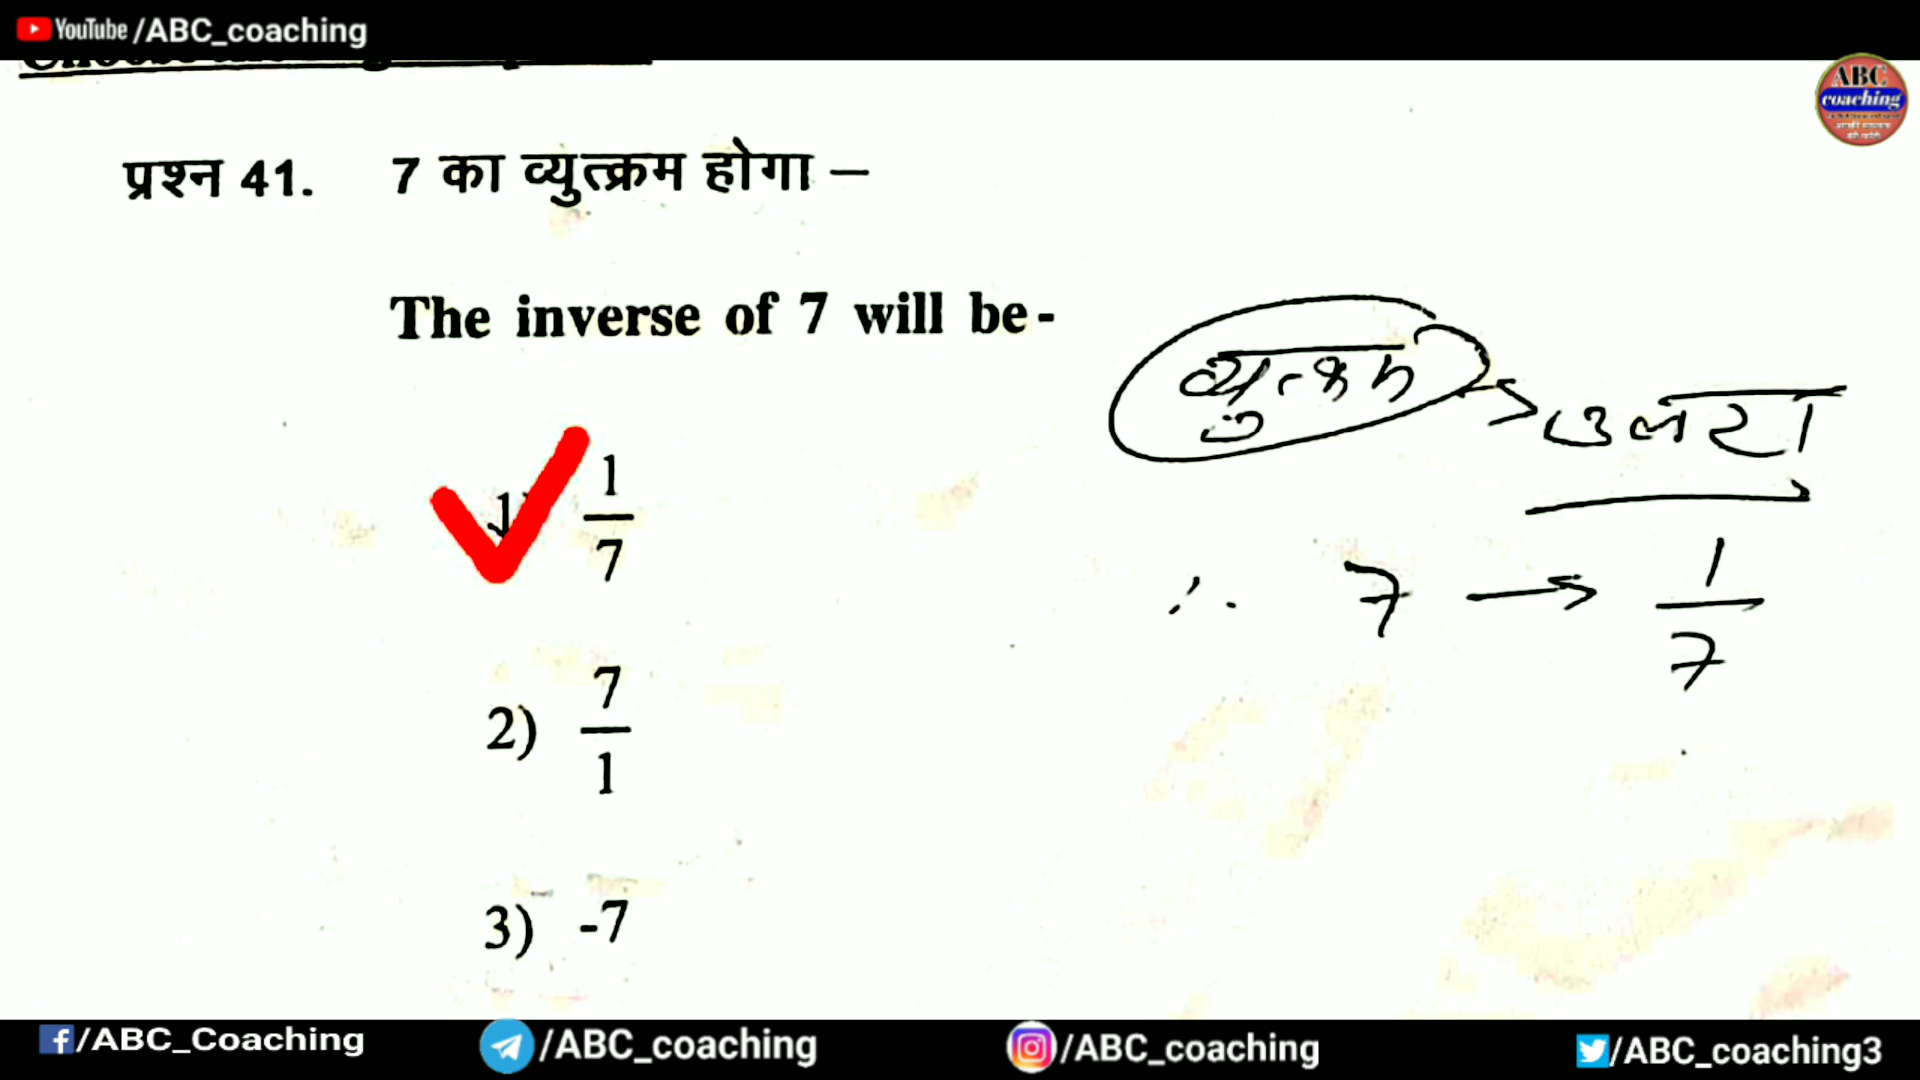 YouTube /ABC_coaching
ABC
coaching
प्रश्न 41. 7 का व्युत्क्रम होगा –
The inverse of 7 will be-
व्युत्क्रम → उलटा
1) 1/7
∴ 7 → 1/7
2) 7/1
3) -7
f/ABC_Coaching
/ABC_coaching
/ABC_coaching
/ABC_coaching3